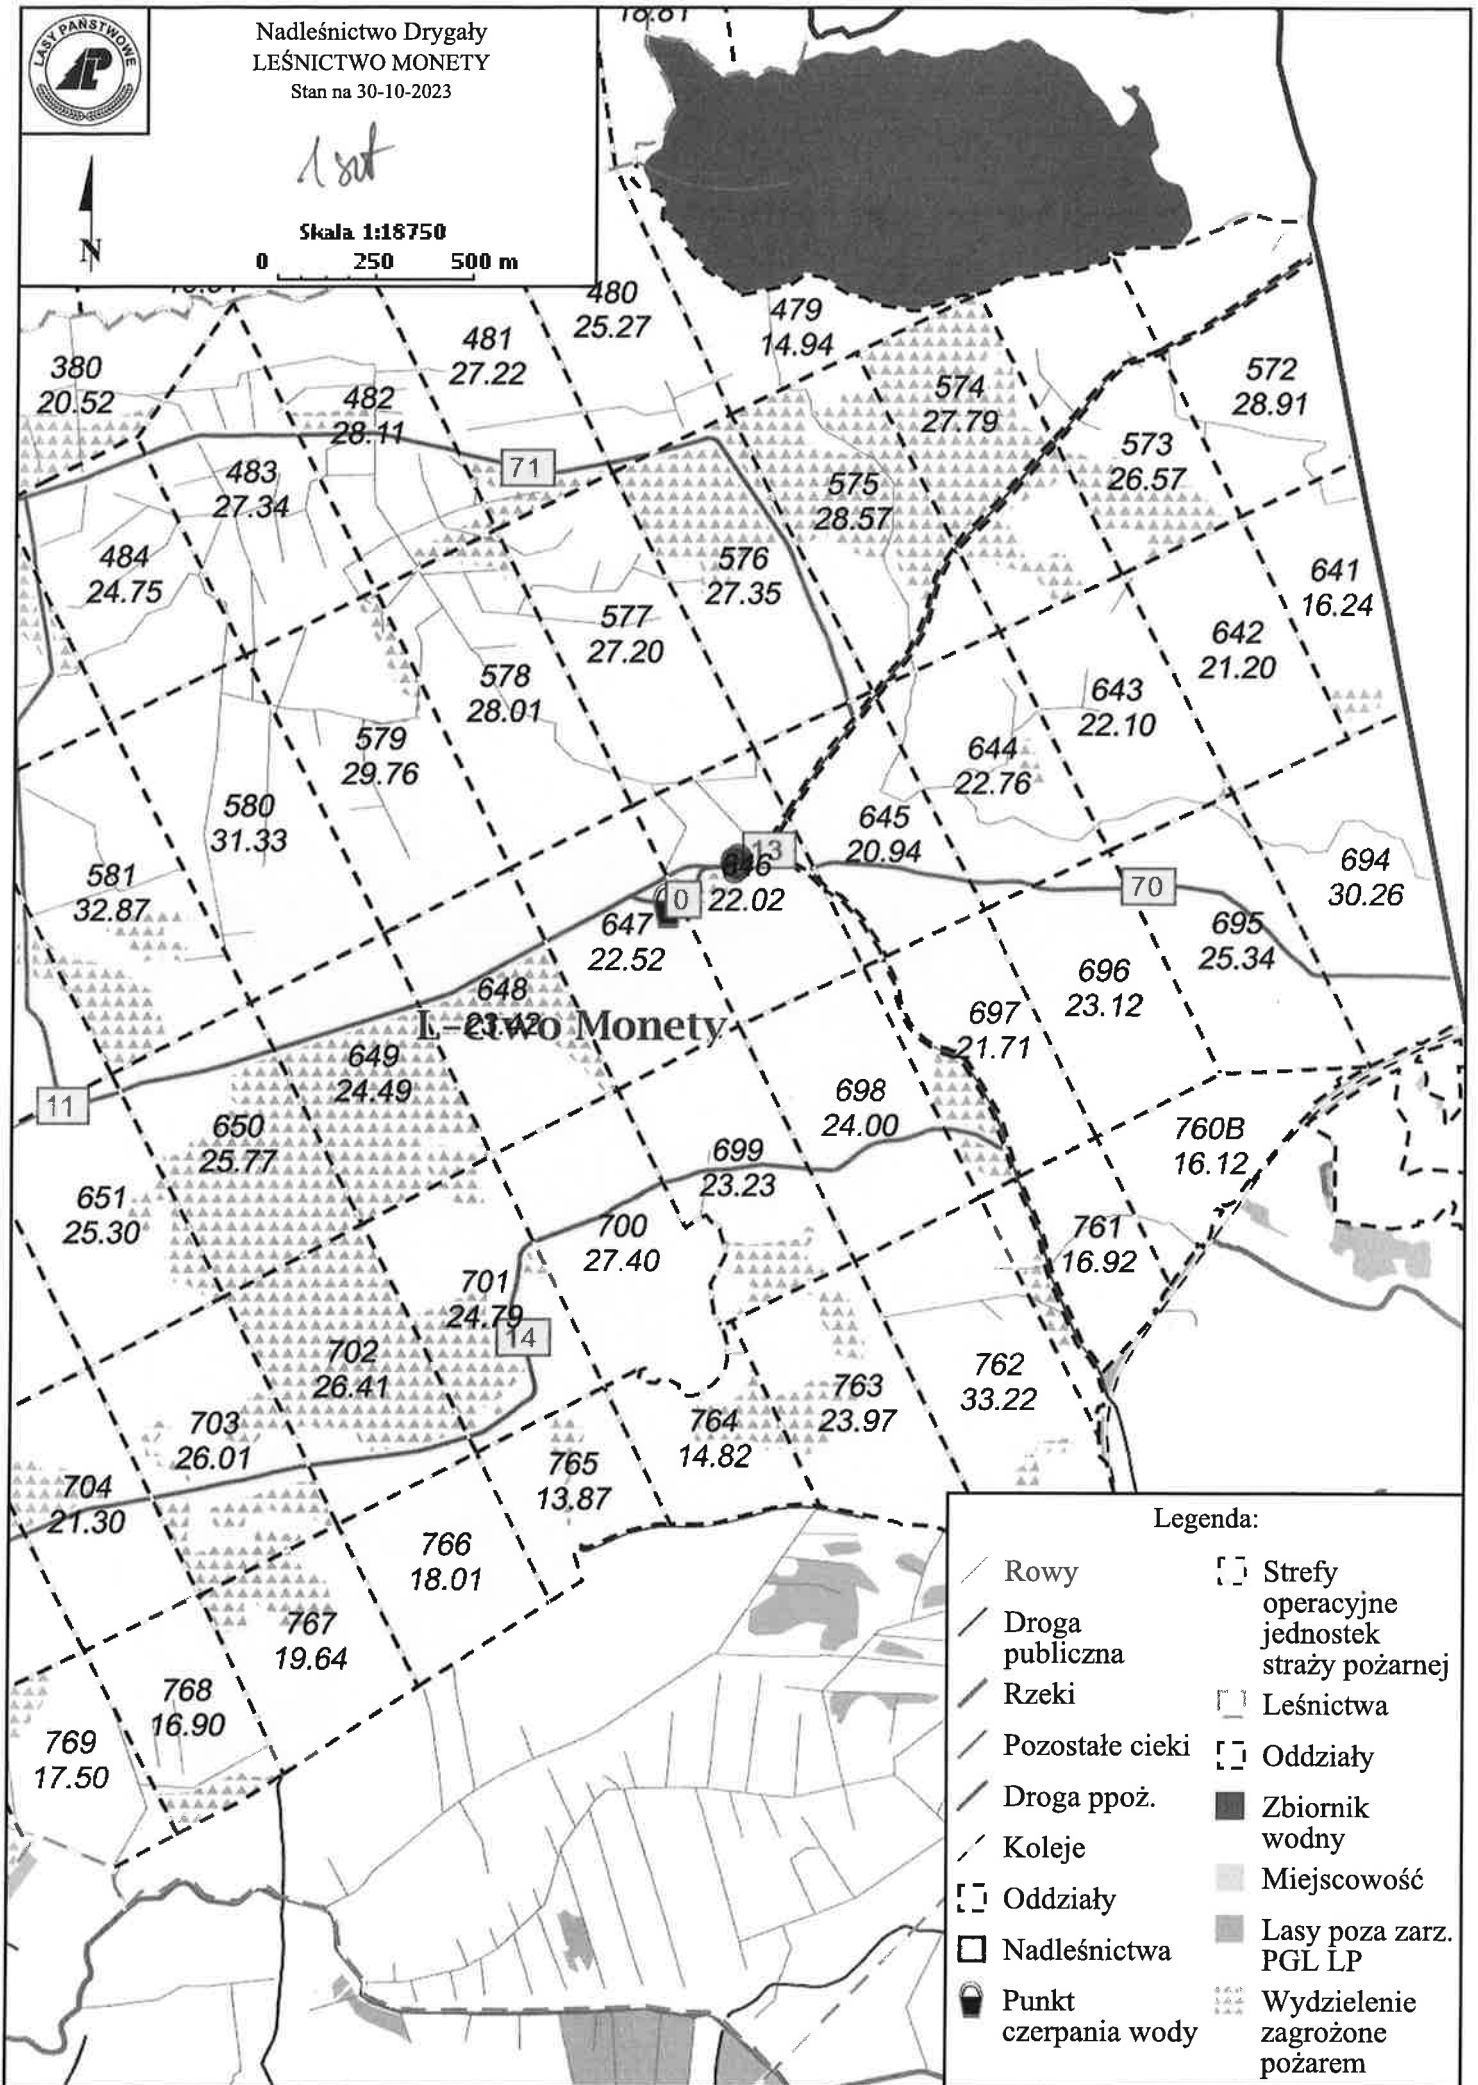 LASY PAŃSTWOWE
Nadleśnictwo Drygały
LEŚNICTWO MONETY
Stan na 30-10-2023
1 szt
N
Skala 1:18750
0 250 500 m
480
25.27
479
14.94
481
27.22
380
20.52
482
28.11
574
27.79
572
28.91
573
26.57
71
483
27.34
575
28.57
484
24.75
576
27.35
641
16.24
577
27.20
642
21.20
578
28.01
643
22.10
579
29.76
644
22.76
580
31.33
645
20.94
13
646
22.02
694
30.26
581
32.87
70
0
647
22.52
695
25.34
696
23.12
648
23.42
L-ctwo Monety
697
21.71
649
24.49
698
24.00
11
650
25.77
760B
16.12
699
23.23
651
25.30
700
27.40
761
16.92
701
24.79
14
702
26.41
762
33.22
763
23.97
703
26.01
764
14.82
765
13.87
704
21.30
766
18.01
767
19.64
768
16.90
769
17.50
Legenda:
Rowy
Droga
publiczna
Rzeki
Pozostałe cieki
Droga ppoż.
Koleje
Oddziały
Nadleśnictwa
Punkt
czerpania wody
Strefy
operacyjne
jednostek
straży pożarnej
Leśnictwa
Oddziały
Zbiornik
wodny
Miejscowość
Lasy poza zarz.
PGL LP
Wydzielenie
zagrożone
pożarem